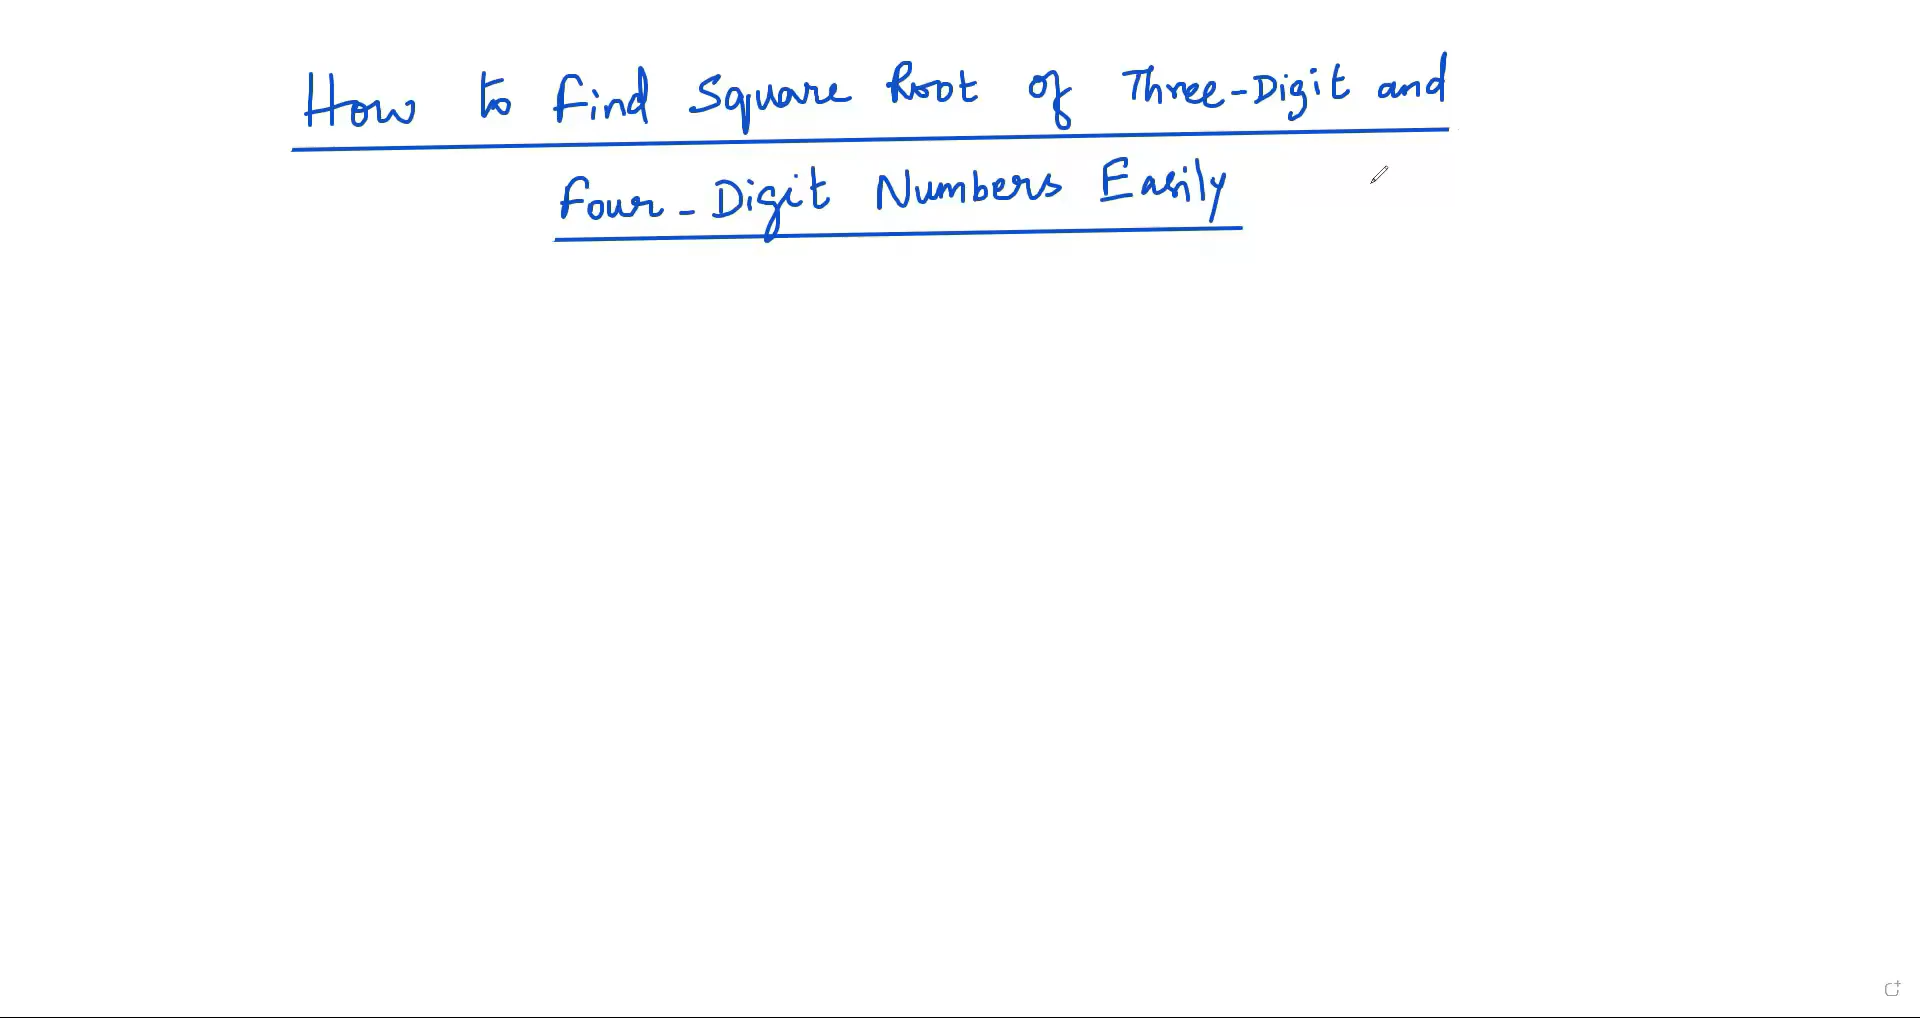 How to Find Square Root of Three-Digit and
Four-Digit Numbers Easily